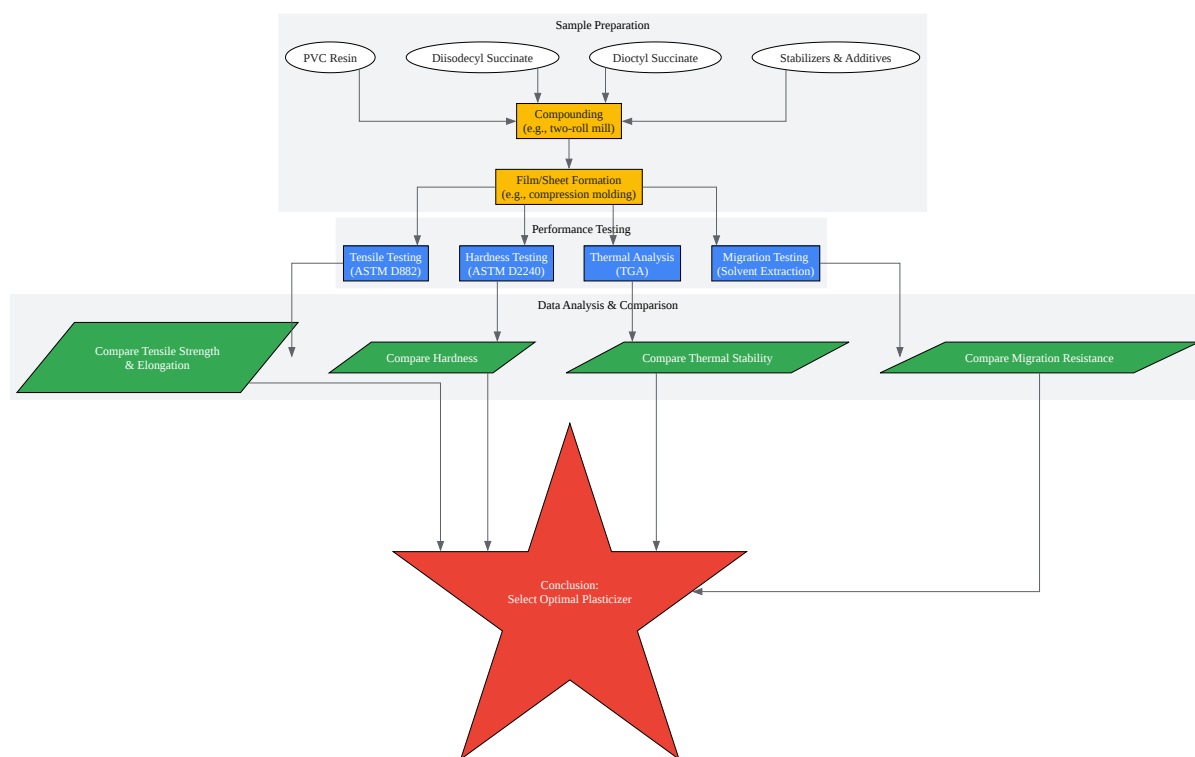 Sample Preparation
PVC Resin
Diisodecyl Succinate
Dioctyl Succinate
Stabilizers & Additives
Compounding
(e.g., two-roll mill)
Film/Sheet Formation
(e.g., compression molding)
Performance Testing
Tensile Testing
(ASTM D882)
Hardness Testing
(ASTM D2240)
Thermal Analysis
(TGA)
Migration Testing
(Solvent Extraction)
Data Analysis & Comparison
Compare Tensile Strength
& Elongation
Compare Hardness
Compare Thermal Stability
Compare Migration Resistance
Conclusion:
Select Optimal Plasticizer